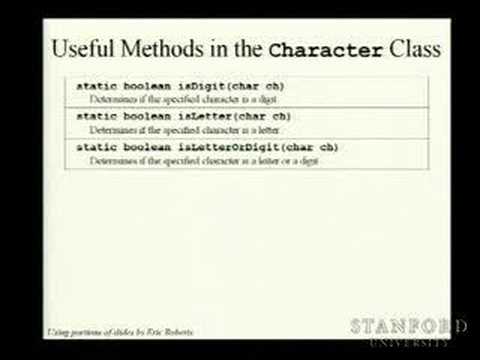 Useful Methods in the Character Class
static boolean isDigit(char ch)
Determines if the specified character is a digit.
static boolean isLetter(char ch)
Determines if the specified character is a letter.
static boolean isLetterOrDigit(char ch)
Determines if the specified character is a letter or a digit.
Using portions of slides by Eric Roberts
STANFORD
UNIVERSITY